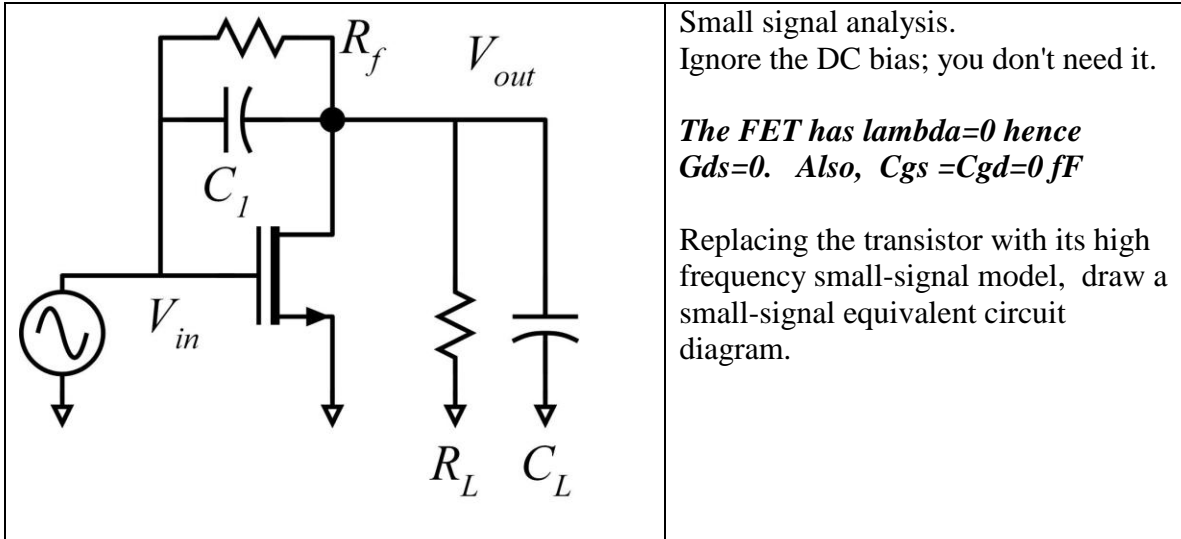 R_f
V_out
C_1
V_in
R_L C_L
Small signal analysis.
Ignore the DC bias; you don't need it.
The FET has lambda=0 hence
Gds=0. Also, Cgs =Cgd=0 fF
Replacing the transistor with its high
frequency small-signal model, draw a
small-signal equivalent circuit
diagram.